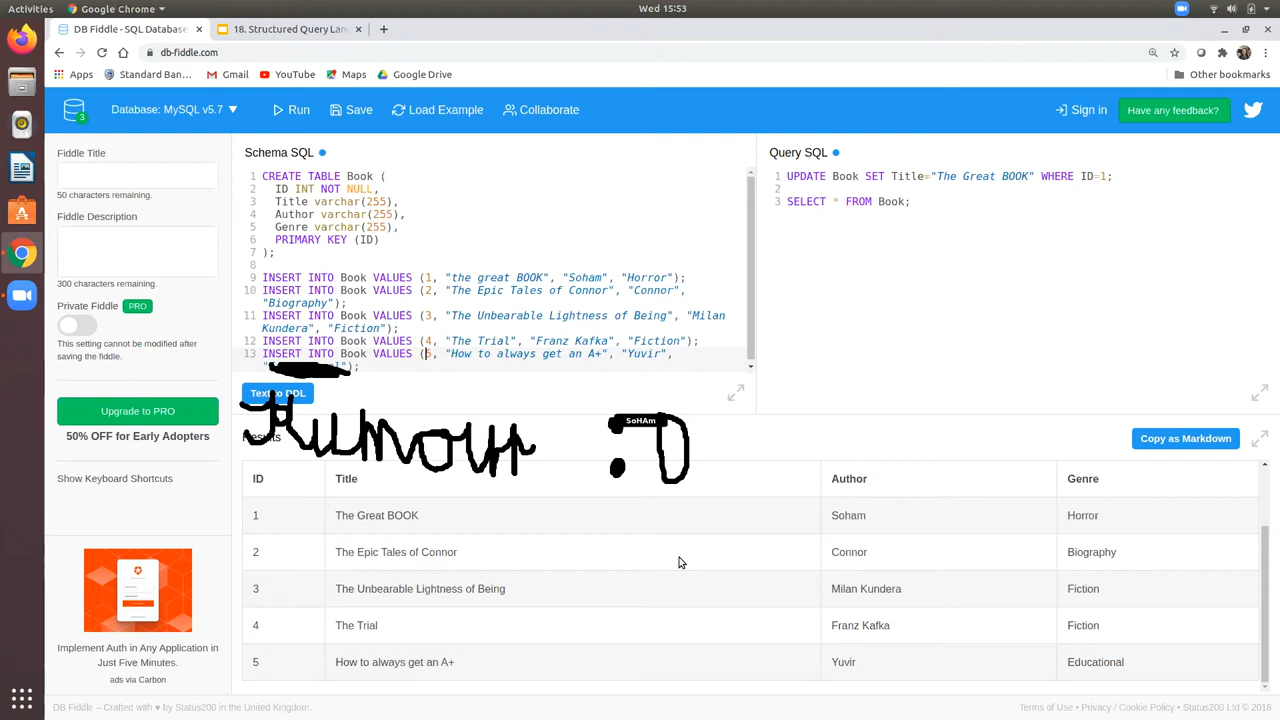 Activities
Google Chrome
Wed 15:53
DB Fiddle - SQL Database
18. Structured Query Lan
db-fiddle.com
Apps
Standard Ban...
Gmail
YouTube
Maps
Google Drive
Other bookmarks
3
Database: MySQL v5.7
Run
Save
Load Example
Collaborate
Sign in
Have any feedback?
Fiddle Title
50 characters remaining.
Fiddle Description
300 characters remaining.
Private Fiddle PRO
This setting cannot be modified after
saving the fiddle.
Upgrade to PRO
50% OFF for Early Adopters
Show Keyboard Shortcuts
Implement Auth in Any Application in
Just Five Minutes.
ads via Carbon
Schema SQL
1 CREATE TABLE Book (
2 ID INT NOT NULL,
3 Title varchar(255),
4 Author varchar(255),
5 Genre varchar(255),
6 PRIMARY KEY (ID)
7 );
8
9 INSERT INTO Book VALUES (1, "the great BOOK", "Soham", "Horror");
10 INSERT INTO Book VALUES (2, "The Epic Tales of Connor", "Connor",
"Biography");
11 INSERT INTO Book VALUES (3, "The Unbearable Lightness of Being", "Milan
Kundera", "Fiction");
12 INSERT INTO Book VALUES (4, "The Trial", "Franz Kafka", "Fiction");
13 INSERT INTO Book VALUES (5, "How to always get an A+", "Yuvir",
");
Text to DDL
Query SQL
1 UPDATE Book SET Title="The Great BOOK" WHERE ID=1;
2
3 SELECT * FROM Book;
Humour :D
SoHAm
Results
Copy as Markdown
ID Title Author Genre
1 The Great BOOK Soham Horror
2 The Epic Tales of Connor Connor Biography
3 The Unbearable Lightness of Being Milan Kundera Fiction
4 The Trial Franz Kafka Fiction
5 How to always get an A+ Yuvir Educational
DB Fiddle – Crafted with ♥ by Status200 in the United Kingdom.
Terms of Use • Privacy / Cookie Policy • Status200 Ltd © 2018